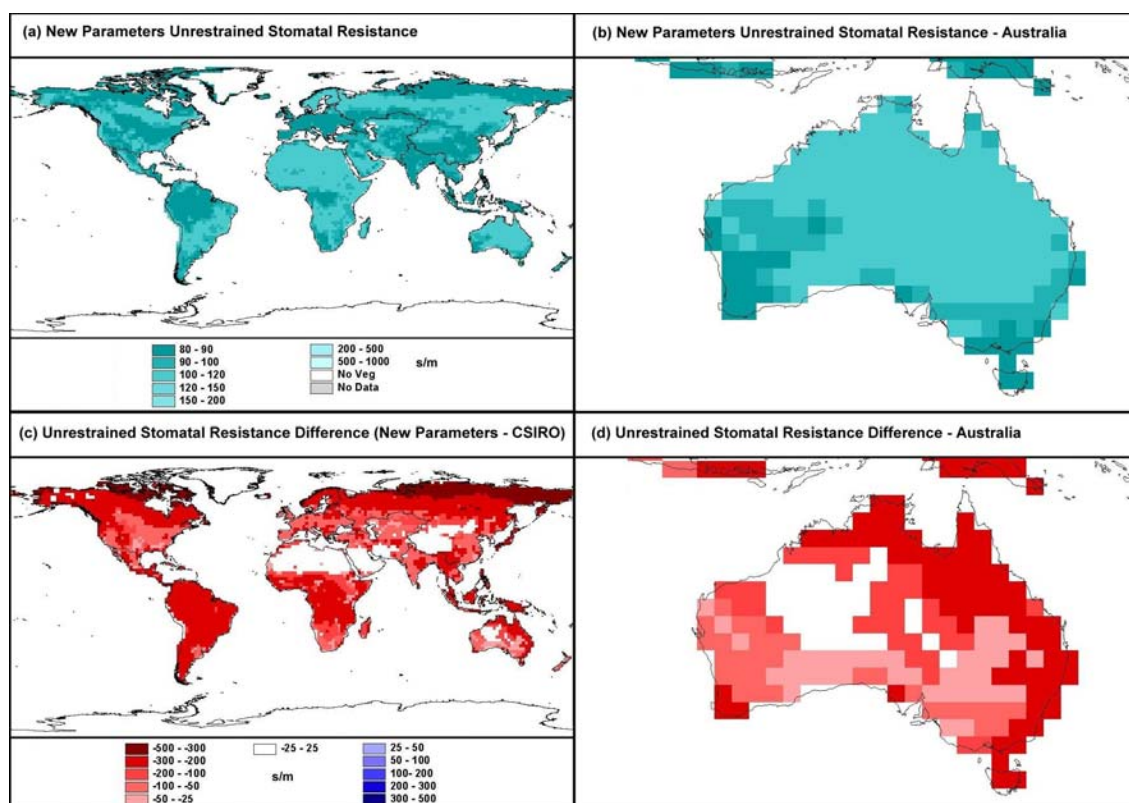 (a) New Parameters Unrestrained Stomatal Resistance
(b) New Parameters Unrestrained Stomatal Resistance - Australia
80 - 90
90 - 100
100 - 120
120 - 150
150 - 200
200 - 500
500 - 1000
No Veg
No Data
s/m
(c) Unrestrained Stomatal Resistance Difference (New Parameters - CSIRO)
(d) Unrestrained Stomatal Resistance Difference - Australia
-500 - -300
-300 - -200
-200 - -100
-100 - -50
-50 - -25
-25 - 25
s/m
25 - 50
50 - 100
100- 200
200 - 300
300 - 500